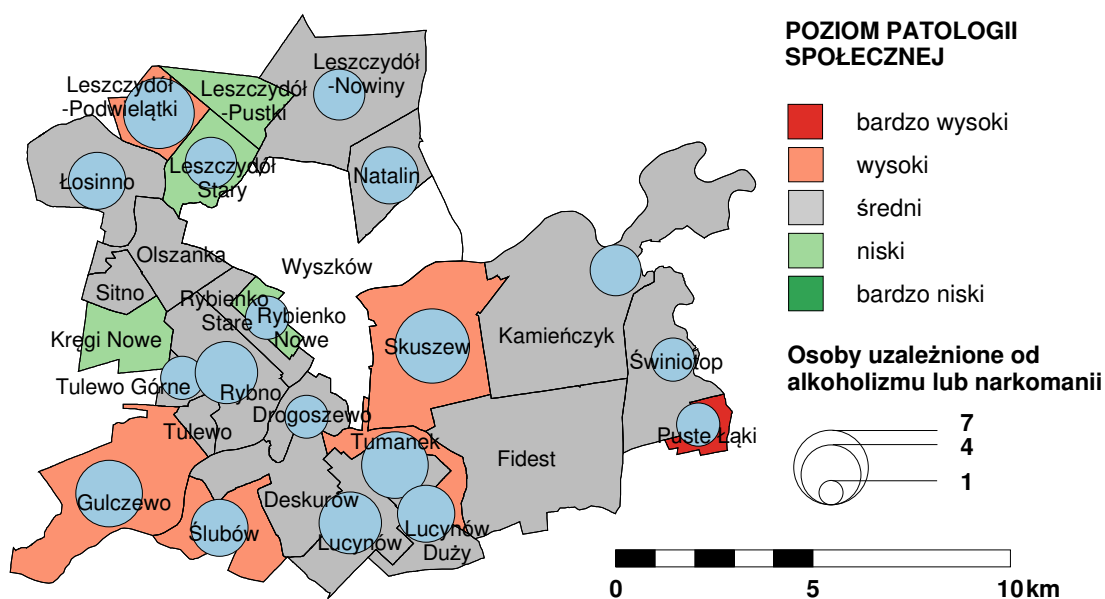 POZIOM PATOLOGII
SPOŁECZNEJ
bardzo wysoki
wysoki
średni
niski
bardzo niski
Osoby uzależnione od
alkoholizmu lub narkomanii
7
4
1
0
5
10 km
Leszczydół
-Podwielątki
Leszczydół
-Pustki
Leszczydół
-Nowiny
Łosinno
Leszczydół
Stary
Natalin
Olszanka
Wyszków
Sitno
Rybienko
Stare
Rybienko
Nowe
Kręgi Nowe
Skuszew
Kamieńczyk
Świniotop
Tulewo Górne
Rybno
Drogoszewo
Tulewo
Tumanek
Fidest
Puste Łąki
Gulczewo
Ślubów
Deskurów
Lucynów
Lucynów
Duży